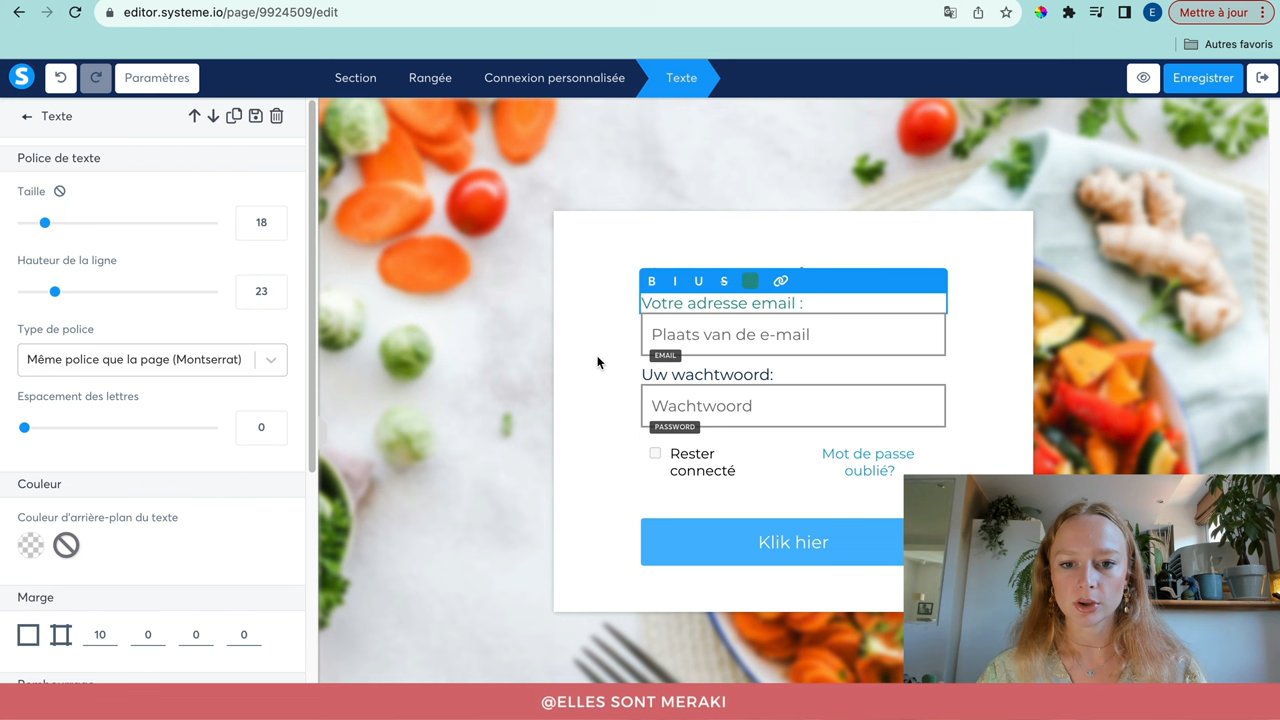 editor.systeme.io/page/9924509/edit
E
Mettre à jour
Autres favoris
S
Paramètres
Section
Rangée
Connexion personnalisée
Texte
Enregistrer
Texte
Police de texte
Taille
18
Hauteur de la ligne
23
Type de police
Même police que la page (Montserrat)
Espacement des lettres
0
Couleur
Couleur d'arrière-plan du texte
Marge
10 0 0 0
B I U S
Votre adresse email :
Plaats van de e-mail
EMAIL
Uw wachtwoord:
Wachtwoord
PASSWORD
Rester
connecté
Mot de passe
oublié?
Klik hier
@ELLES SONT MERAKI